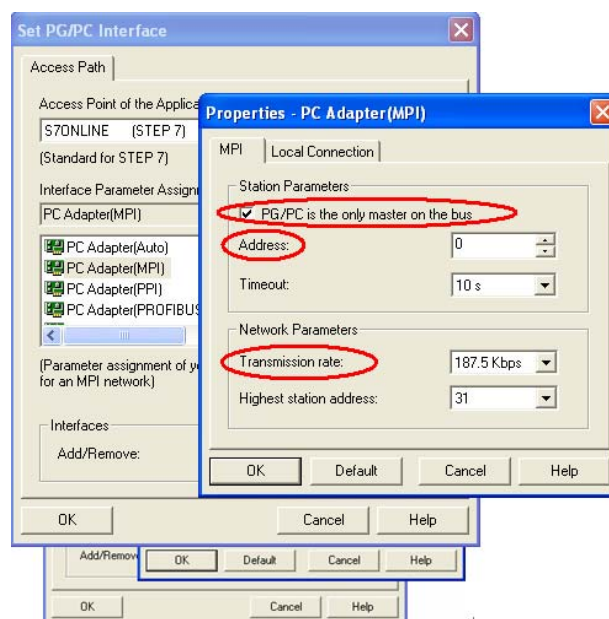 Set PG/PC Interface
Access Path
Access Point of the Applica
S7ONLINE (STEP 7)
(Standard for STEP 7)
Interface Parameter Assign
PC Adapter(MPI)
PC Adapter(Auto)
PC Adapter(MPI)
PC Adapter(PPI)
PC Adapter(PROFIBUS
(Parameter assignment of y
for an MPI network)
Interfaces
Add/Remove:
OK Cancel Help
Properties - PC Adapter(MPI)
MPI Local Connection
Station Parameters
PG/PC is the only master on the bus
Address: 0
Timeout: 10 s
Network Parameters
Transmission rate: 187.5 Kbps
Highest station address: 31
OK Default Cancel Help
Add/Remove
OK Default Cancel Help
OK Cancel Help